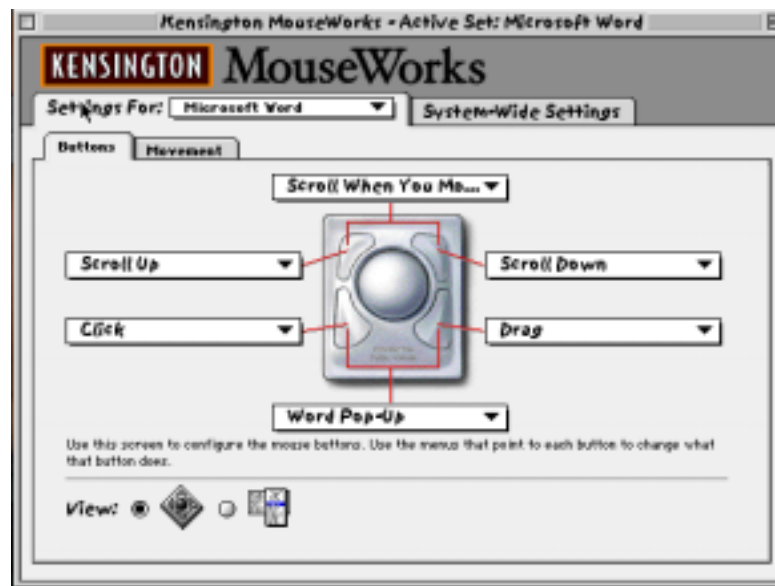 Kensington MouseWorks - Active Set: Microsoft Word
KENSINGTON MouseWorks
Settings For: Microsoft Word System-Wide Settings
Buttons Movement
Scroll When You Mo...
Scroll Up Scroll Down
Click Drag
Word Pop-Up
Use this screen to configure the mouse buttons. Use the menus that point to each button to change what
that button does.
View: